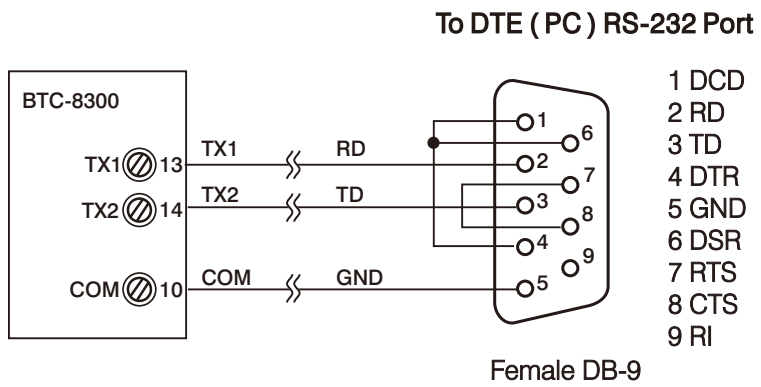 To DTE ( PC ) RS-232 Port
BTC-8300
TX1 13 TX1 RD
TX2 14 TX2 TD
COM 10 COM GND
1
6
2
7
3
8
4
9
5
1 DCD
2 RD
3 TD
4 DTR
5 GND
6 DSR
7 RTS
8 CTS
9 RI
Female DB-9